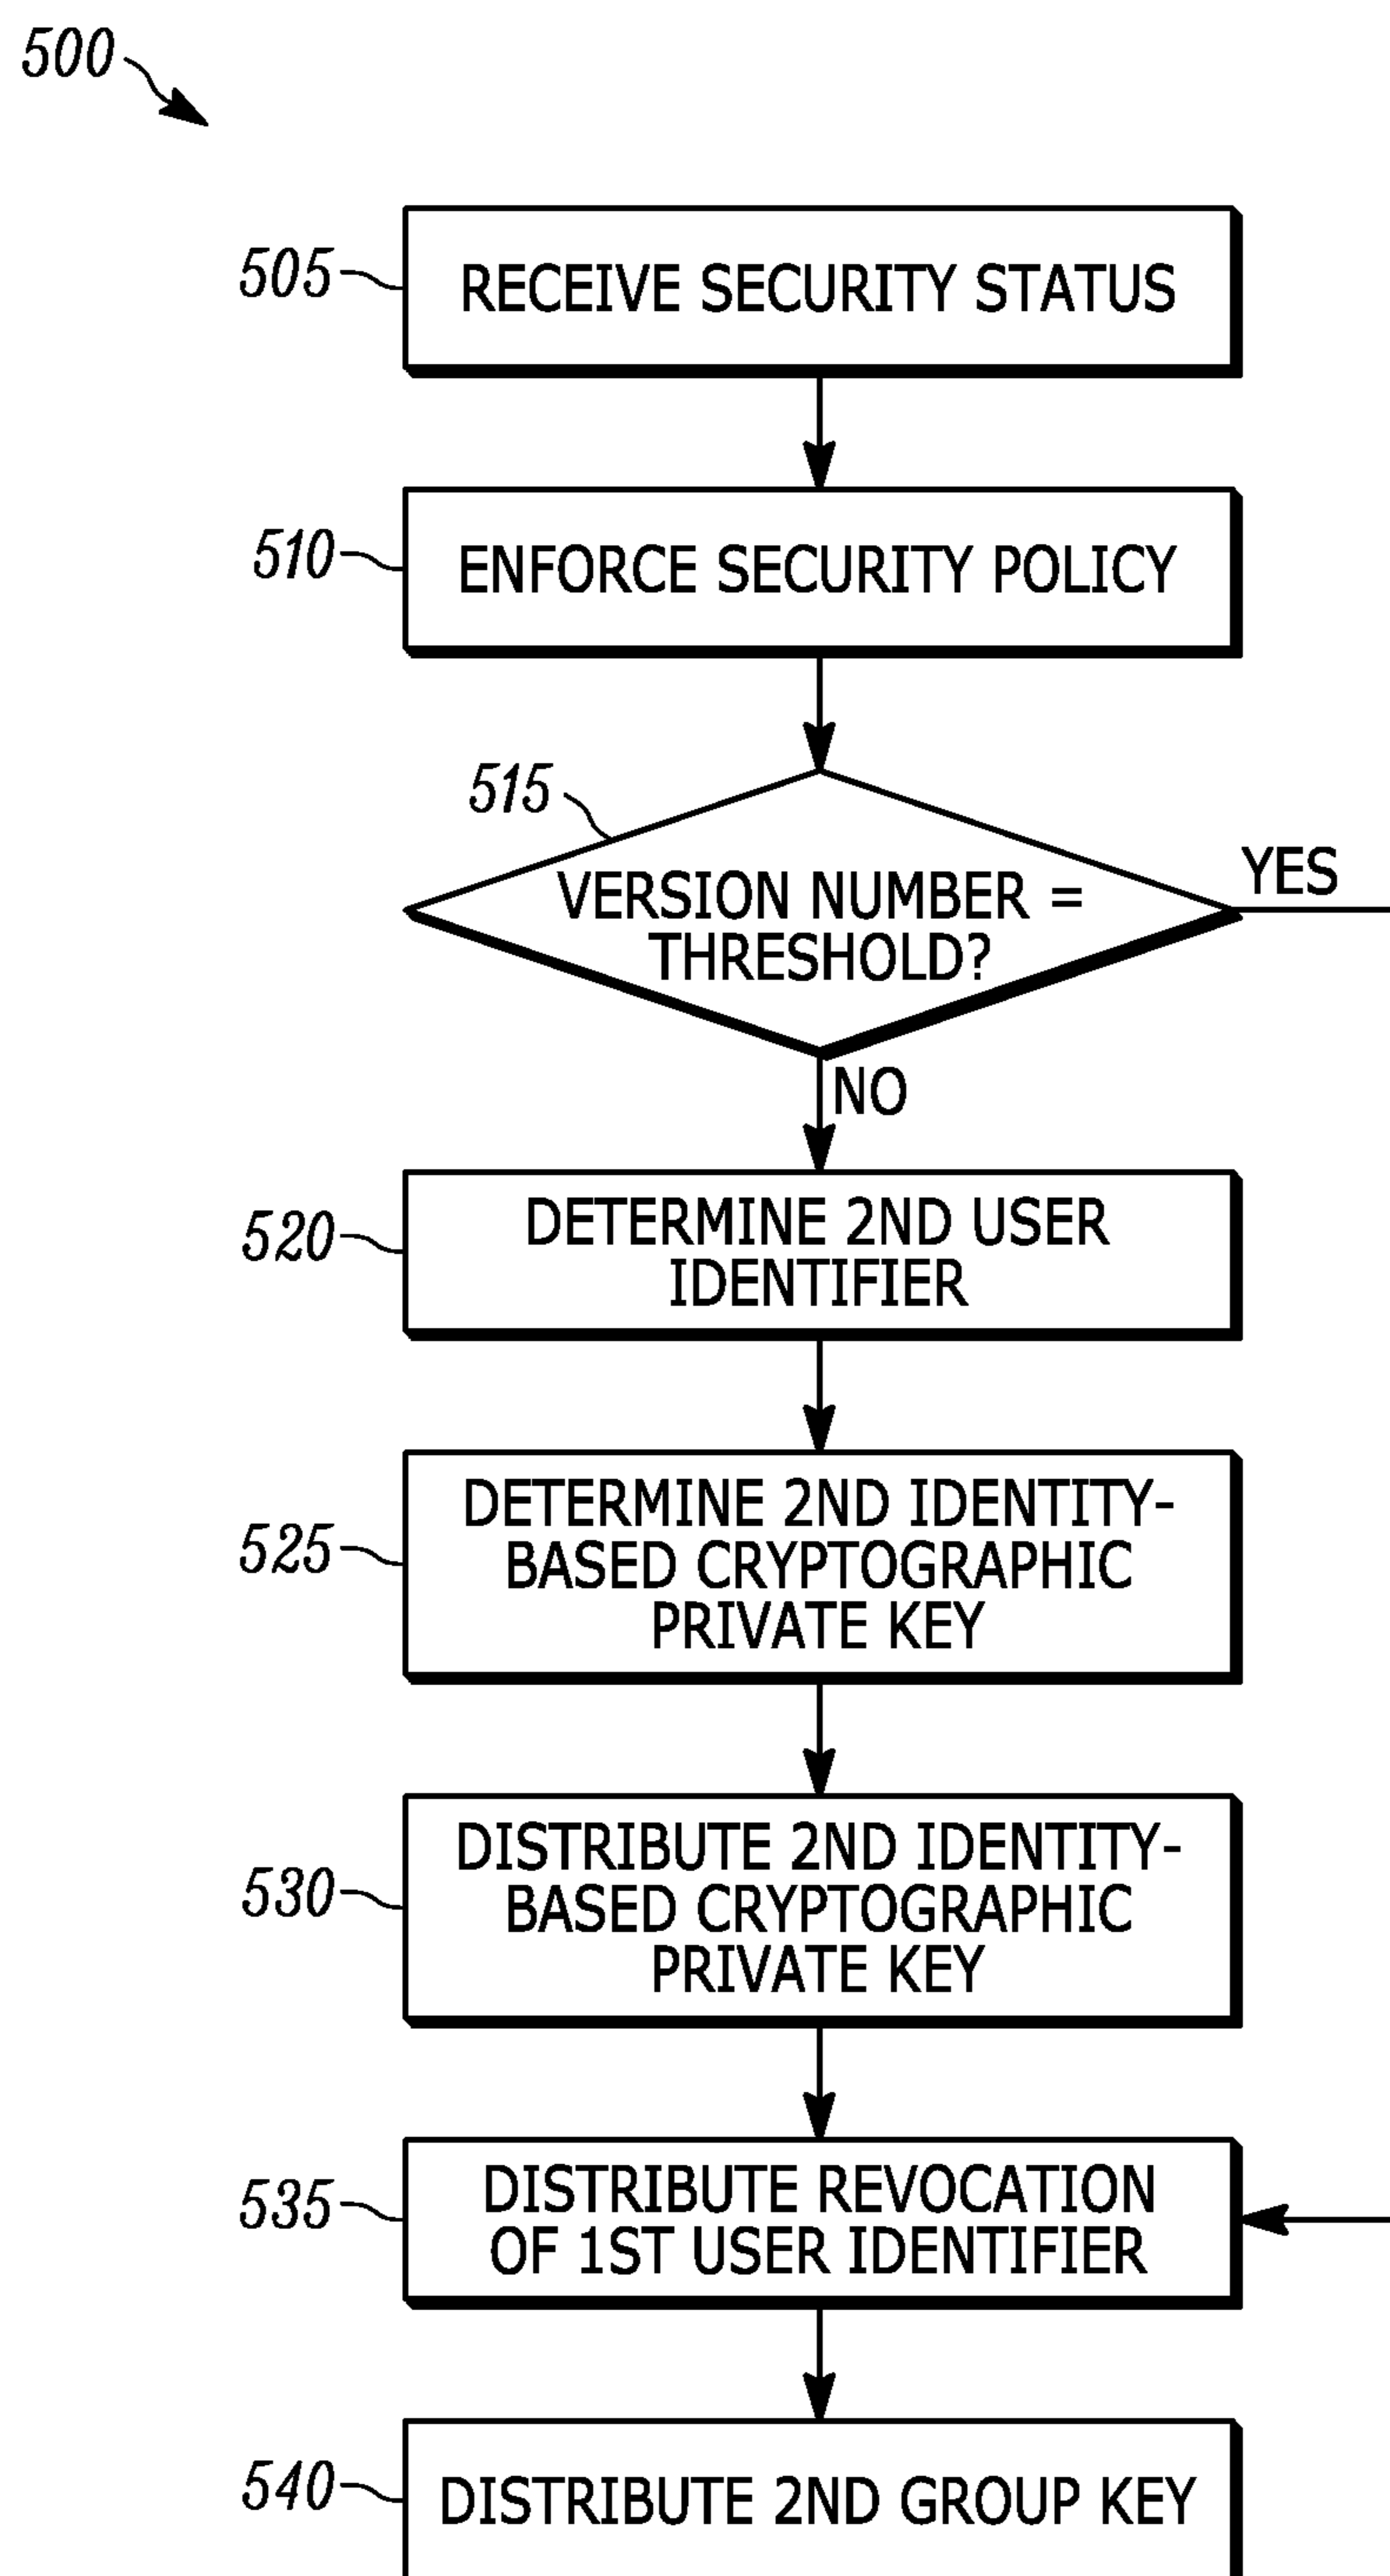 500
505
RECEIVE SECURITY STATUS
510
ENFORCE SECURITY POLICY
515
VERSION NUMBER =
THRESHOLD?
YES
NO
520
DETERMINE 2ND USER
IDENTIFIER
525
DETERMINE 2ND IDENTITY-
BASED CRYPTOGRAPHIC
PRIVATE KEY
530
DISTRIBUTE 2ND IDENTITY-
BASED CRYPTOGRAPHIC
PRIVATE KEY
535
DISTRIBUTE REVOCATION
OF 1ST USER IDENTIFIER
540
DISTRIBUTE 2ND GROUP KEY